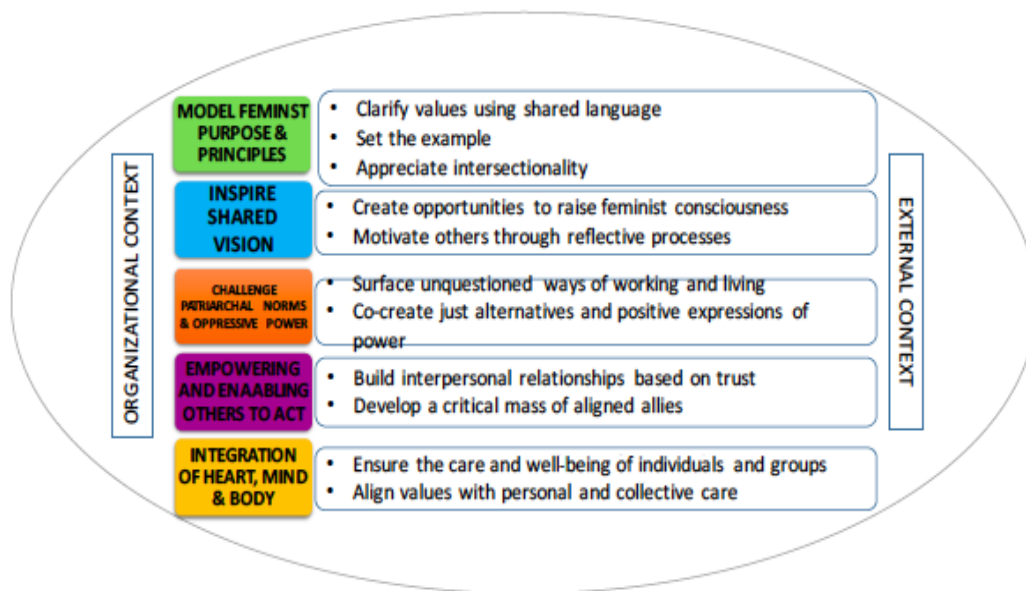 ORGANIZATIONAL CONTEXT
MODEL FEMINST
PURPOSE &
PRINCIPLES
• Clarify values using shared language
• Set the example
• Appreciate intersectionality
INSPIRE
SHARED
VISION
• Create opportunities to raise feminist consciousness
• Motivate others through reflective processes
CHALLENGE
PATRIARCHAL NORMS
& OPPRESSIVE POWER
• Surface unquestioned ways of working and living
• Co-create just alternatives and positive expressions of
power
EMPOWERING
AND ENAABLING
OTHERS TO ACT
• Build interpersonal relationships based on trust
• Develop a critical mass of aligned allies
INTEGRATION
OF HEART, MIND
& BODY
• Ensure the care and well-being of individuals and groups
• Align values with personal and collective care
EXTERNAL CONTEXT